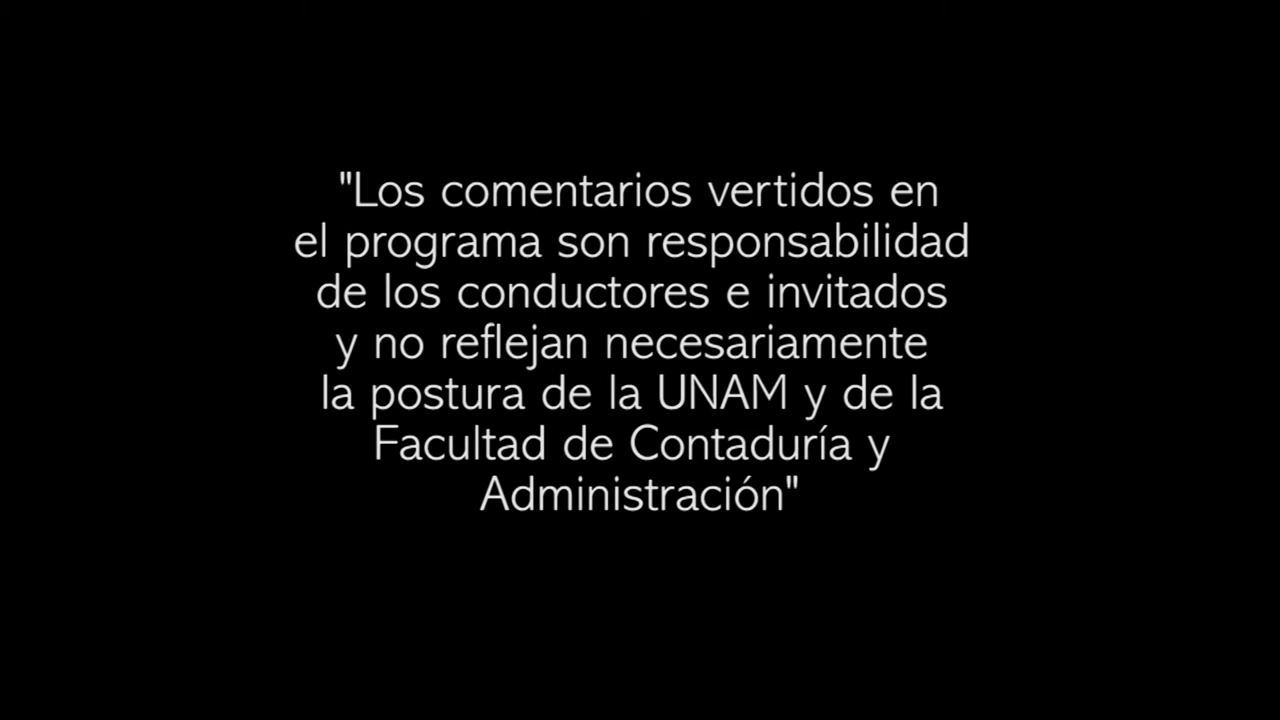 "Los comentarios vertidos en
el programa son responsabilidad
de los conductores e invitados
y no reflejan necesariamente
la postura de la UNAM y de la
Facultad de Contaduría y
Administración"